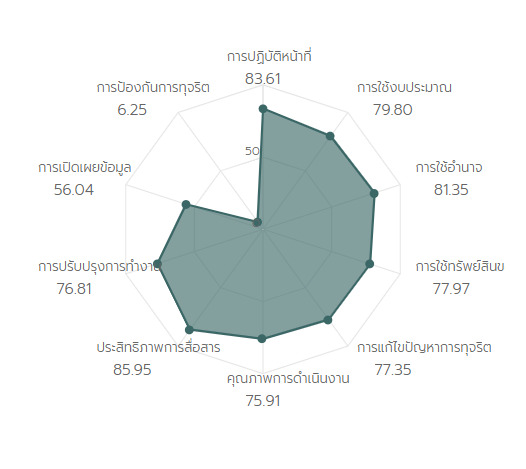 การปฏิบัติหน้าที่
83.61
การป้องกันการทุจริต
6.25
การใช้งบประมาณ
79.80
50
การเปิดเผยข้อมูล
56.04
การใช้อำนาจ
81.35
การปรับปรุงการทำงาน
76.81
การใช้ทรัพย์สินข
77.97
ประสิทธิภาพการสื่อสาร
85.95
การแก้ไขปัญหาการทุจริต
77.35
คุณภาพการดำเนินงาน
75.91